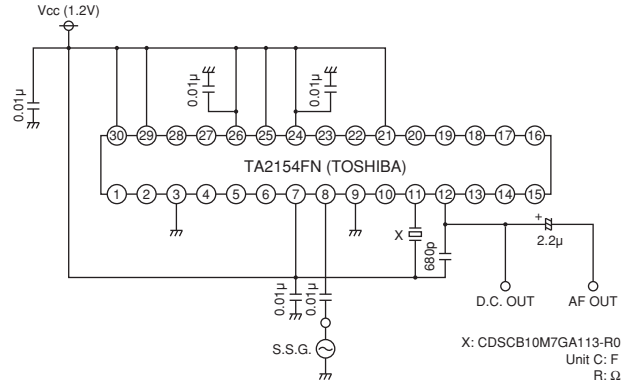 Vcc (1.2V)
0.01μ
0.01μ
0.01μ
30 29 28 27 26 25 24 23 22 21 20 19 18 17 16
TA2154FN (TOSHIBA)
1 2 3 4 5 6 7 8 9 10 11 12 13 14 15
X
680p
+
2.2μ
0.01μ
0.01μ
D.C. OUT
AF OUT
S.S.G.
X: CDSCB10M7GA113-R0
Unit C: F
R: Ω